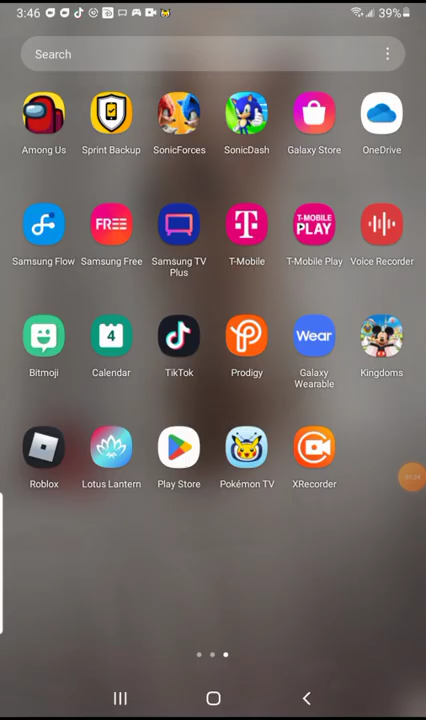 3:46
39%
Search
Among Us
Sprint Backup
SonicForces
SonicDash
Galaxy Store
OneDrive
FREE
T-MOBILE
PLAY
Samsung Flow
Samsung Free
Samsung TV
Plus
T-Mobile
T-Mobile Play
Voice Recorder
4
Wear
Bitmoji
Calendar
TikTok
Prodigy
Galaxy
Wearable
Kingdoms
Roblox
Lotus Lantern
Play Store
Pokémon TV
XRecorder